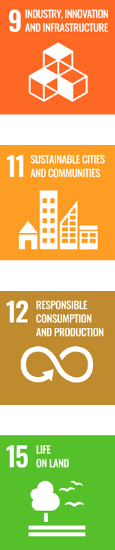 9 INDUSTRY, INNOVATION
AND INFRASTRUCTURE
11 SUSTAINABLE CITIES
AND COMMUNITIES
12 RESPONSIBLE
CONSUMPTION
AND PRODUCTION
15 LIFE
ON LAND